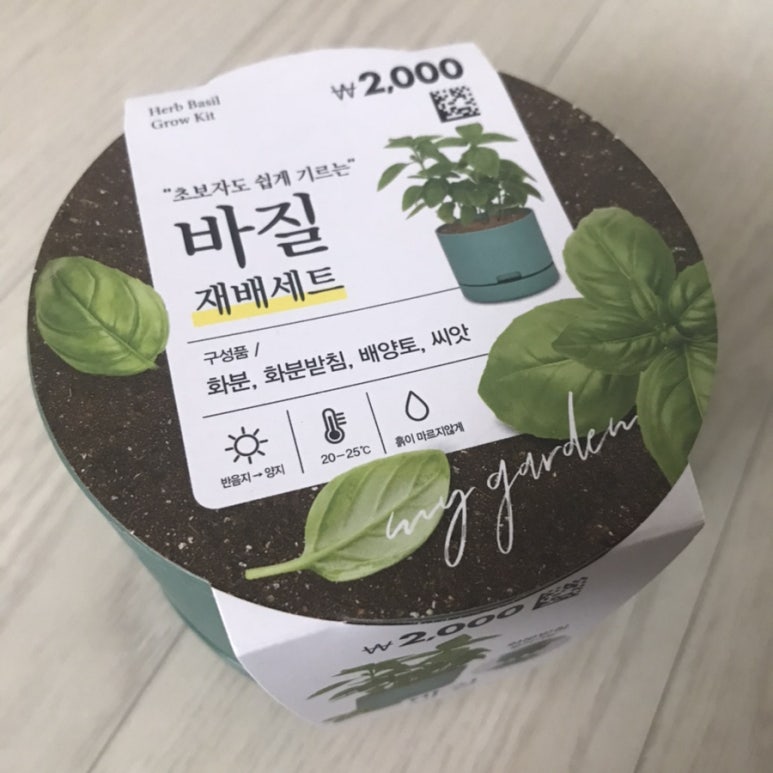 Herb Basil
Grow Kit
₩2,000
"초보자도 쉽게 기르는"
바질
재배세트
구성품 /
화분, 화분받침, 배양토, 씨앗
반음지→양지
20-25℃
흙이 마르지않게
my garden
₩2,000